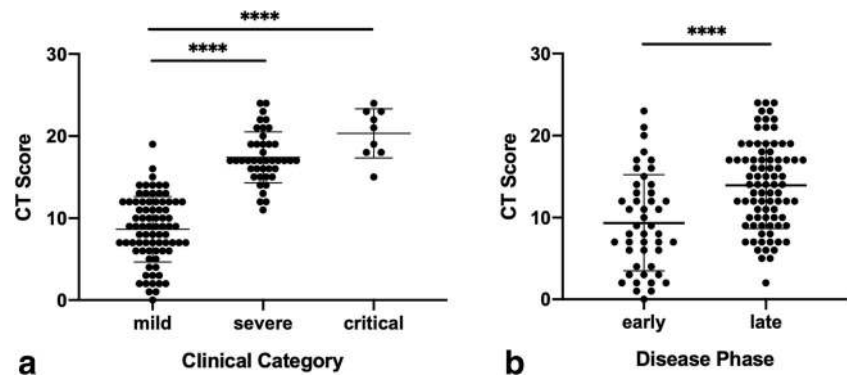 ****
****
30
20
10
0
CT Score
mild severe critical
a Clinical Category
****
30
20
10
0
CT Score
early late
b Disease Phase